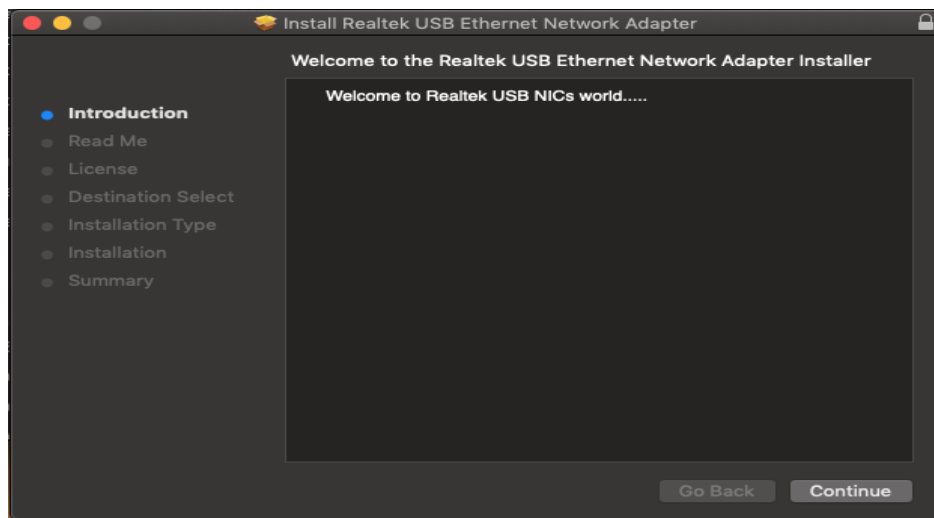 Install Realtek USB Ethernet Network Adapter
Welcome to the Realtek USB Ethernet Network Adapter Installer
Welcome to Realtek USB NICs world.....
Introduction
Read Me
License
Destination Select
Installation Type
Installation
Summary
Go Back
Continue